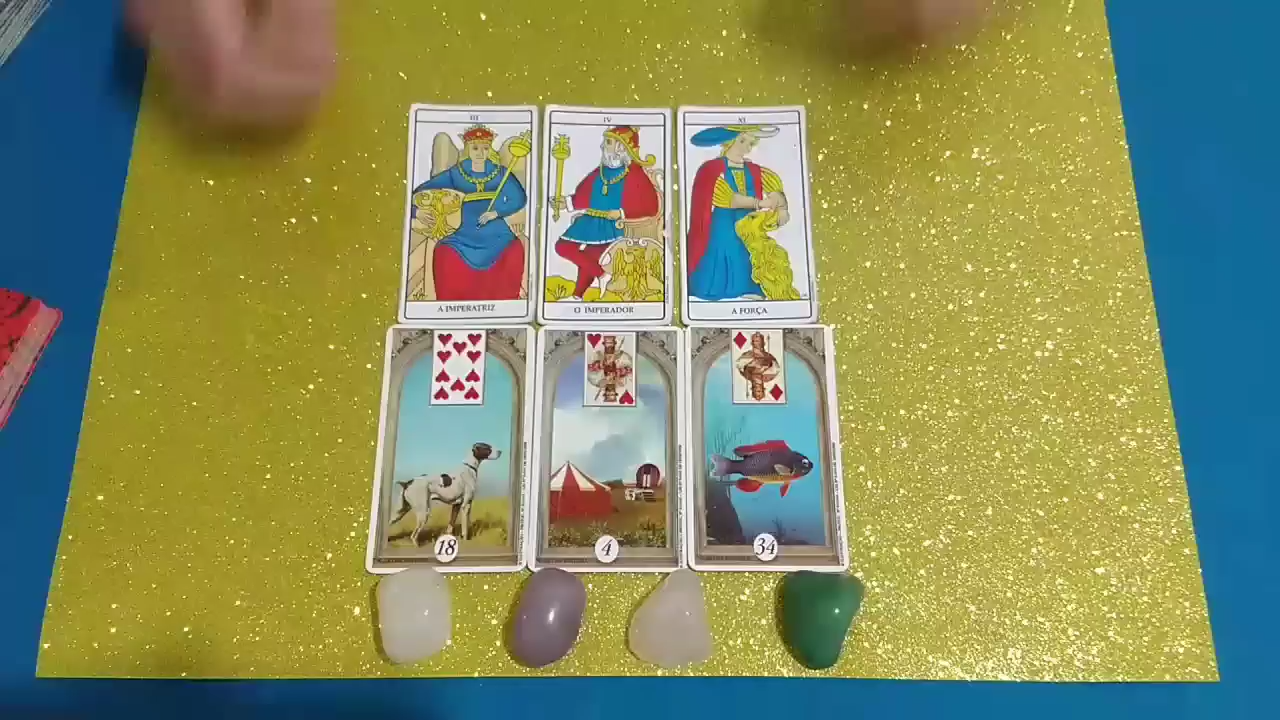 III
IV
XI
A IMPERATRIZ
O IMPERADOR
A FORÇA
18
4
34